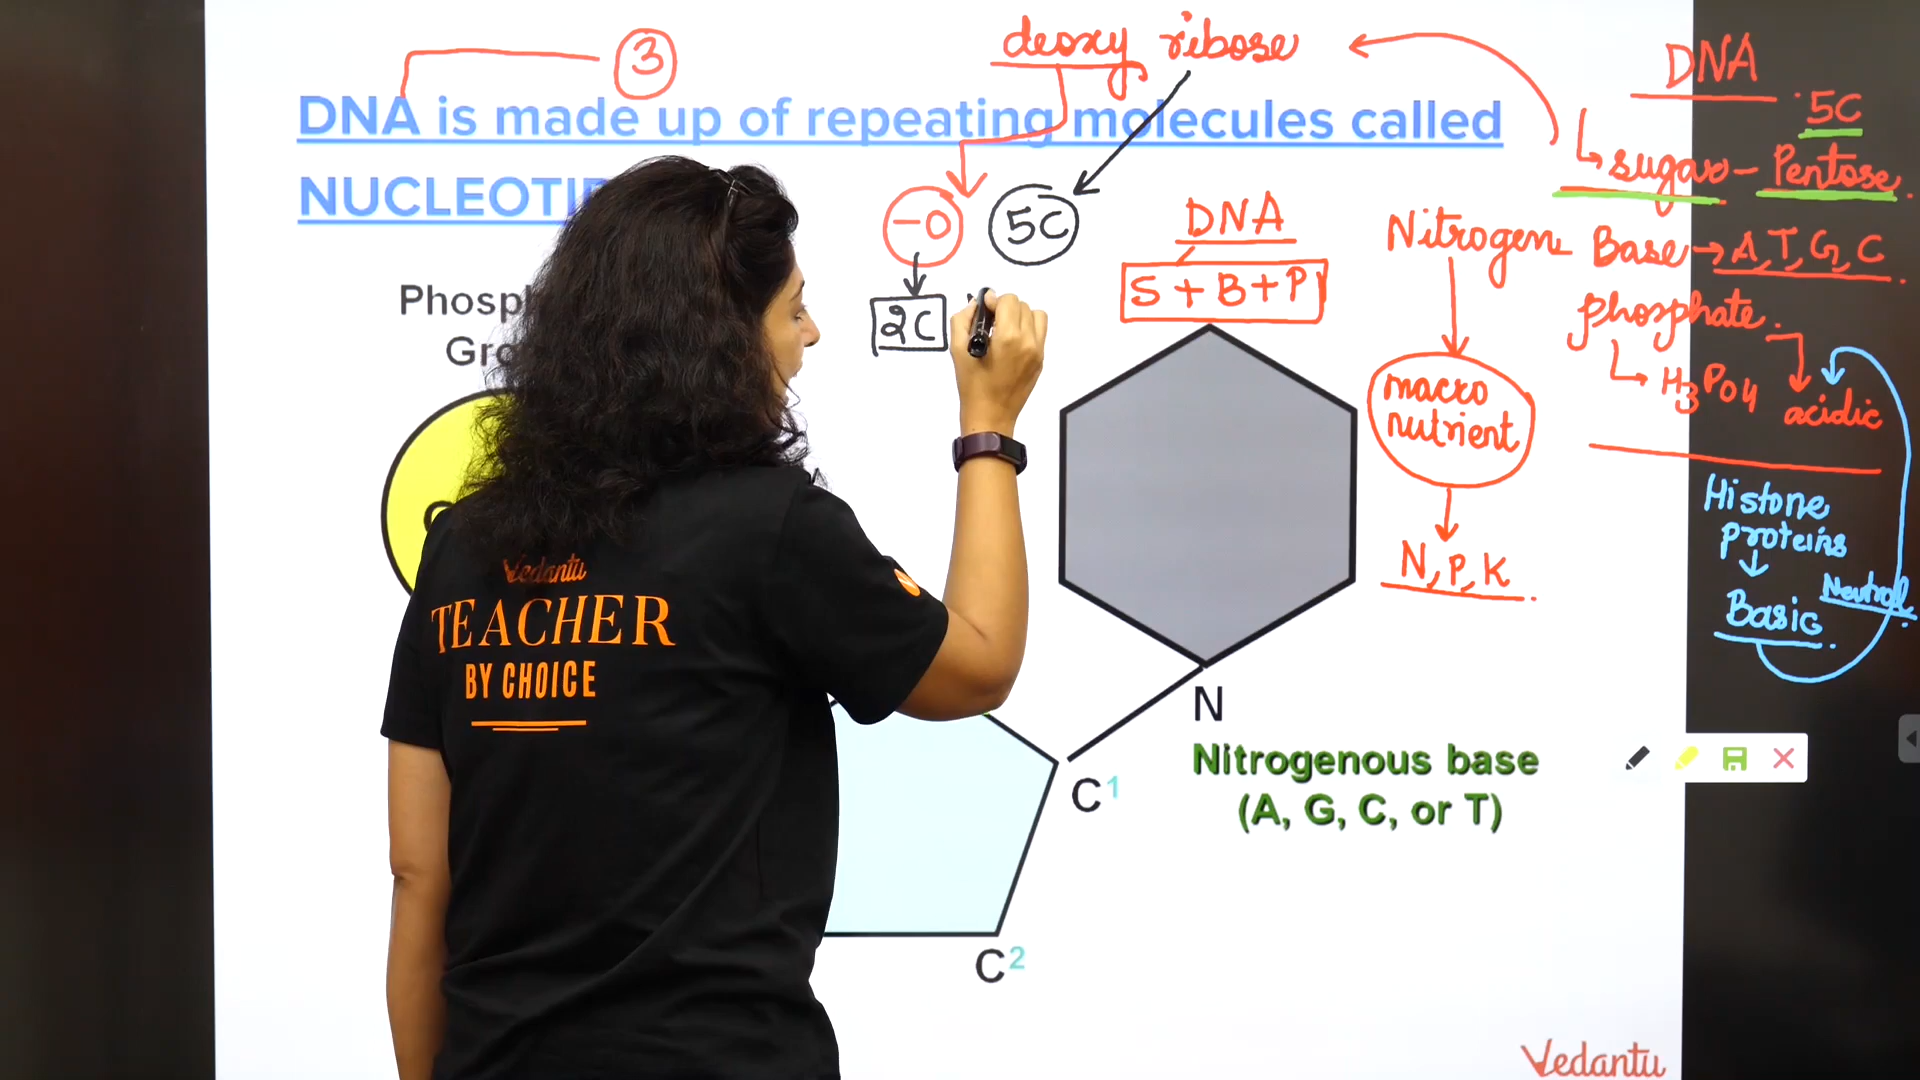 3
deoxy ribose
DNA
5C
DNA is made up of repeating molecules called
sugar - Pentose.
NUCLEOTI
-O 5C
DNA
Nitrogen Base → A, T, G, C
S + B + P
phosphate.
2C
H3PO4
acidic
Phosp
Gro
macro
nutrient
Histone
proteins
N, P, K
Neutral
Basic.
Vedantu
TEACHER
BY CHOICE
N
Nitrogenous base
(A, G, C, or T)
C1
C2
Vedantu